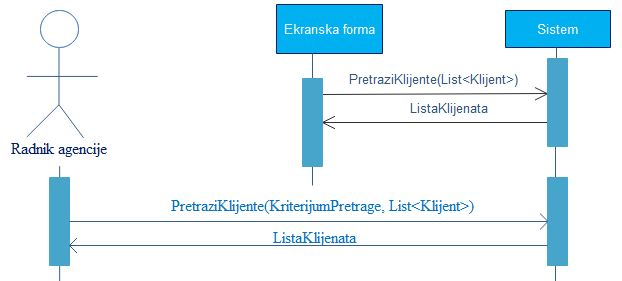 Ekranska forma
Sistem
PretraziKlijente(List<Klijent>)
ListaKlijenata
Radnik agencije
PretraziKlijente(KriterijumPretrage, List<Klijent>)
ListaKlijenata